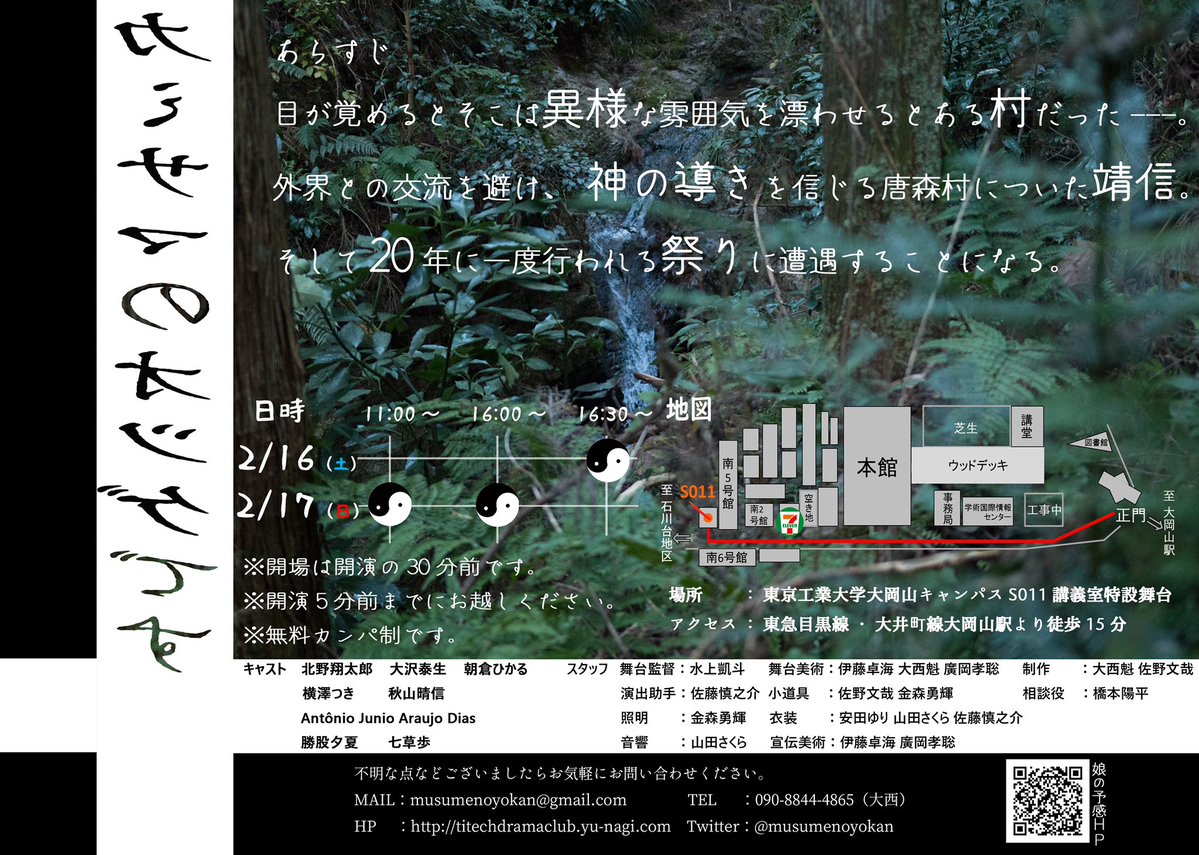 あらすじ
目が覚めるとそこは異様な雰囲気を漂わせるとある村だった ―――。
外界との交流を避け、神の導きを信じる唐森村についた靖信。
そして20年に一度行われる祭りに遭遇することになる。
日時 11:00～ 16:00～ 16:30～
2/16 (土)
2/17 (日)
※開場は開演の30分前です。
※開演5分前までにお越しください。
※無料カンパ制です。
地図
至 石川台地区
S011
南5号館
南2号館
7 ELEVEN
空き地
本館
芝生
講堂
ウッドデッキ
事務局
学術国際情報センター
工事中
図書館
正門
至 大岡山駅
南6号館
場所 : 東京工業大学大岡山キャンパス S011 講義室特設舞台
アクセス : 東急目黒線・大井町線大岡山駅より徒歩15分
キャスト 北野翔太郎 大沢泰生 朝倉ひかる
横澤つき 秋山晴信
Antônio Junio Araujo Dias
勝股夕夏 七草歩
スタッフ 舞台監督：水上凱斗 舞台美術：伊藤卓海 大西魁 廣岡孝聡 制作：大西魁 佐野文哉
演出助手：佐藤慎之介 小道具：佐野文哉 金森勇輝 相談役：橋本陽平
照明：金森勇輝 衣装：安田ゆり 山田さくら 佐藤慎之介
音響：山田さくら 宣伝美術：伊藤卓海 廣岡孝聡
不明な点などございましたらお気軽にお問い合わせください。
MAIL：musumenoyokan@gmail.com TEL：090-8844-4865（大西）
HP：http://titechdramaclub.yu-nagi.com Twitter：@musumenoyokan
娘の予感HP